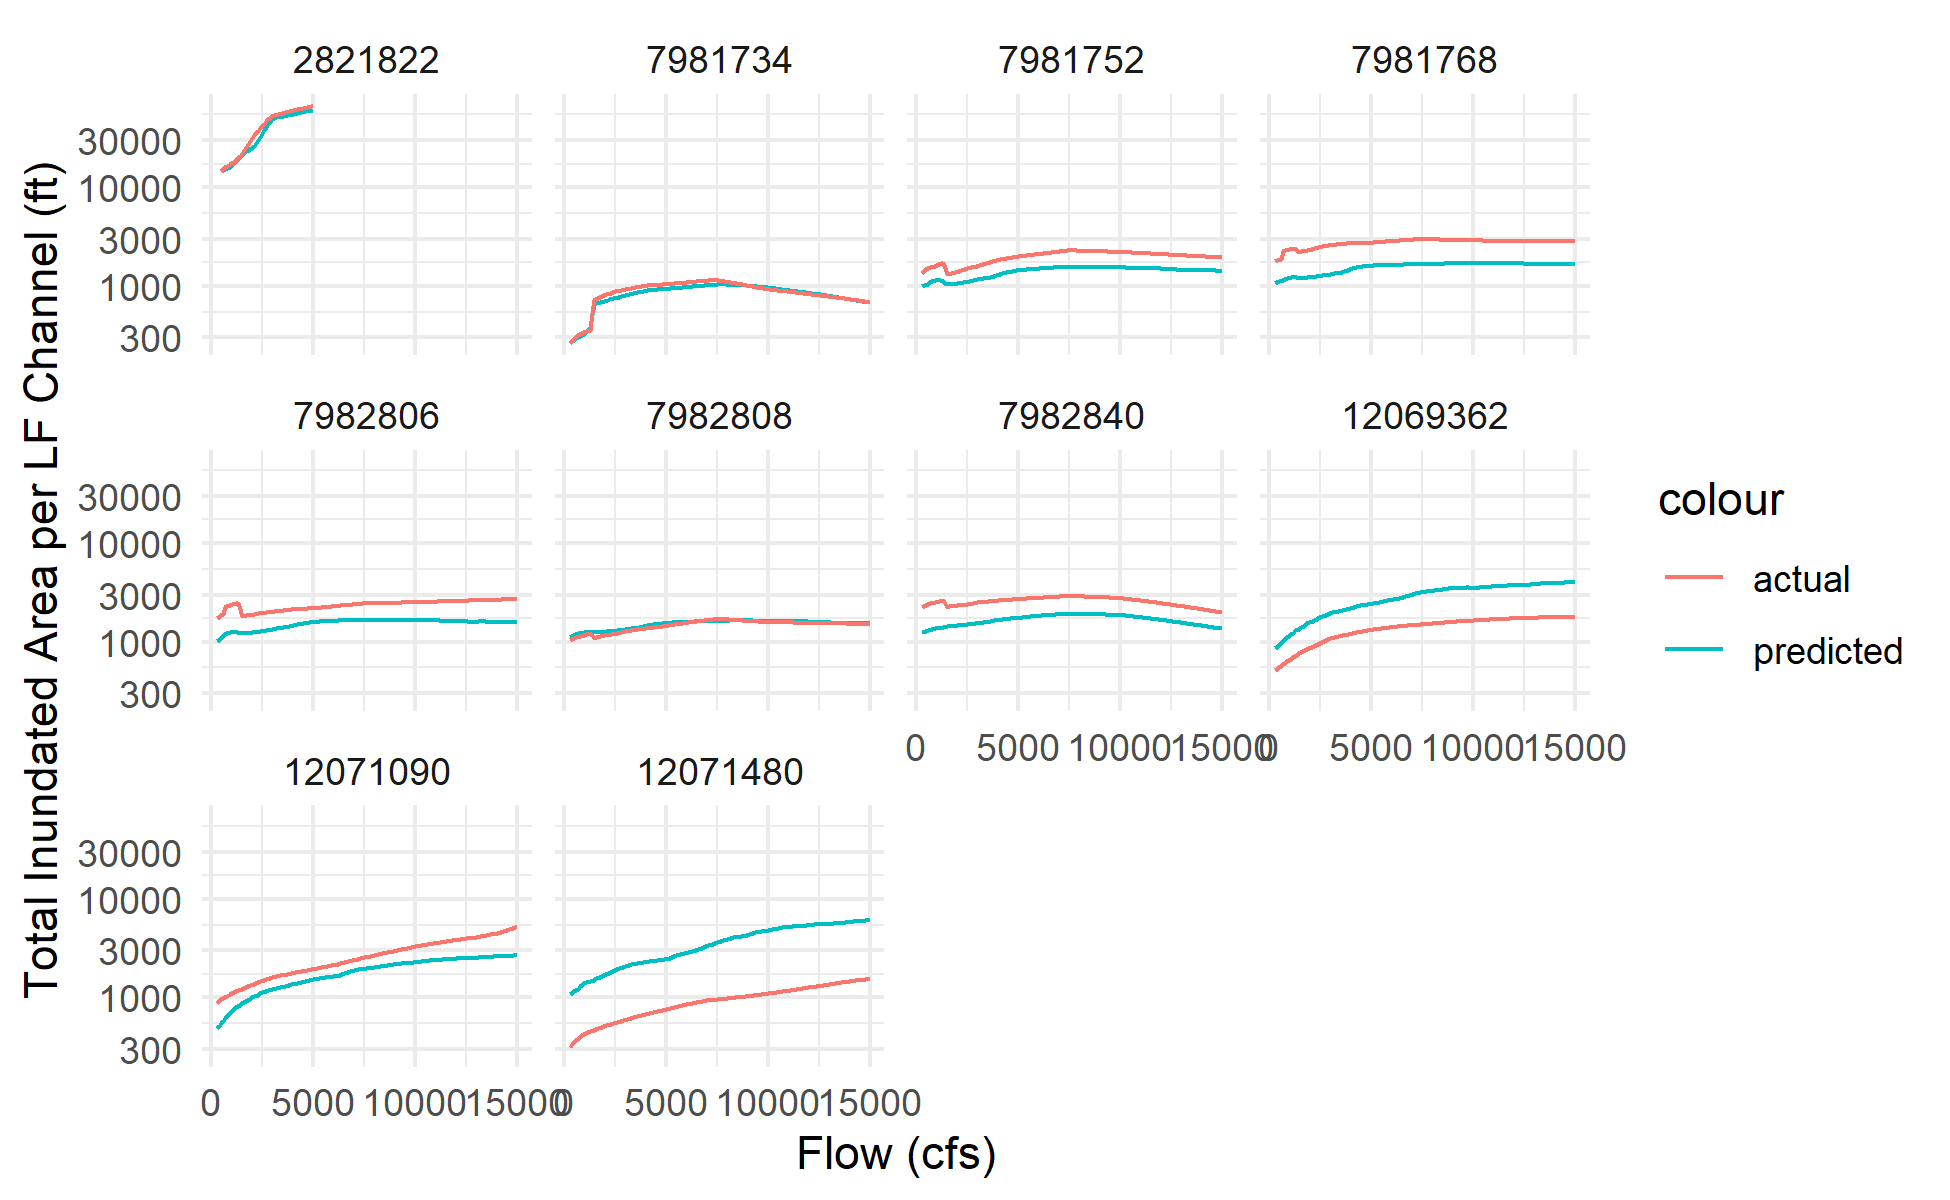 2821822 7981734 7981752 7981768
30000
10000
3000
1000
300
7982806 7982808 7982840 12069362
30000
10000
3000
1000
300
0 5000 10000 15000 0 5000 10000 15000
12071090 12071480
30000
10000
3000
1000
300
0 5000 10000 15000 0 5000 10000 15000
Flow (cfs)
Total Inundated Area per LF Channel (ft)
colour
actual
predicted